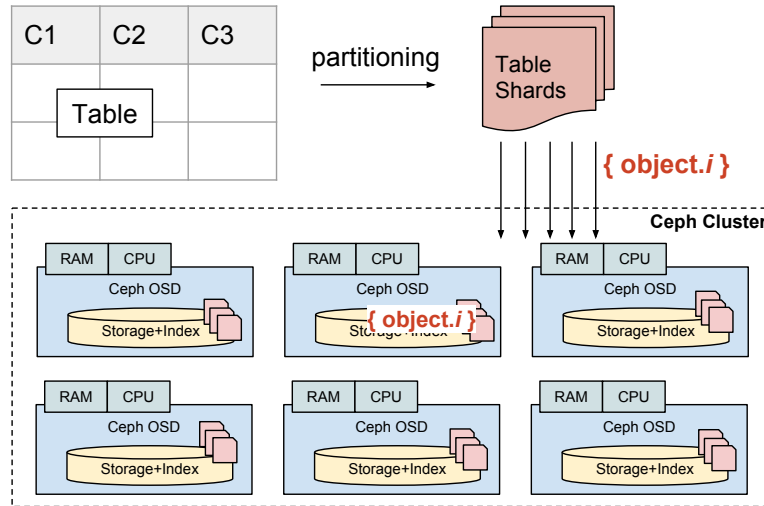 C1 C2 C3
Table
partitioning
Table
Shards
{ object.i }
Ceph Cluster
RAM CPU
Ceph OSD
Storage+Index
RAM CPU
Ceph OSD
Storage+Index
{ object.i }
RAM CPU
Ceph OSD
Storage+Index
RAM CPU
Ceph OSD
Storage+Index
RAM CPU
Ceph OSD
Storage+Index
RAM CPU
Ceph OSD
Storage+Index